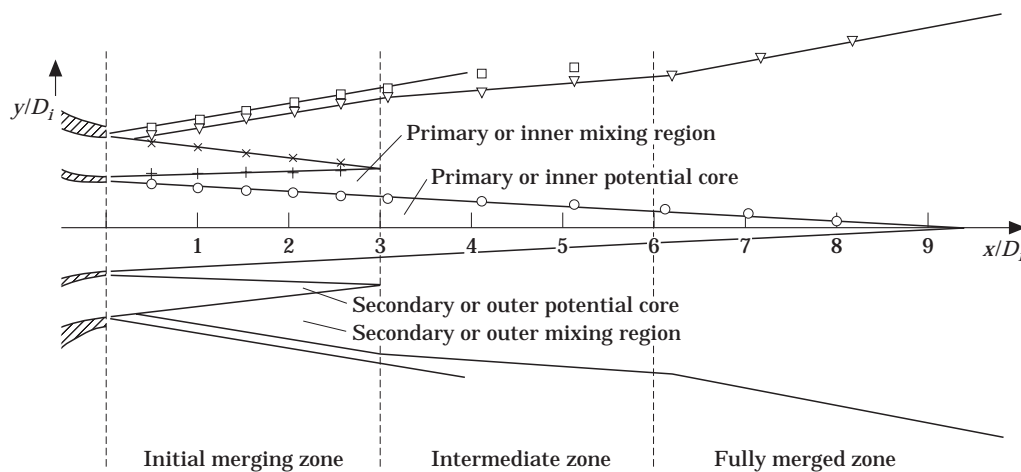 y/D_i
Primary or inner mixing region
Primary or inner potential core
1 2 3 4 5 6 7 8 9
x/D_i
Secondary or outer potential core
Secondary or outer mixing region
Initial merging zone Intermediate zone Fully merged zone